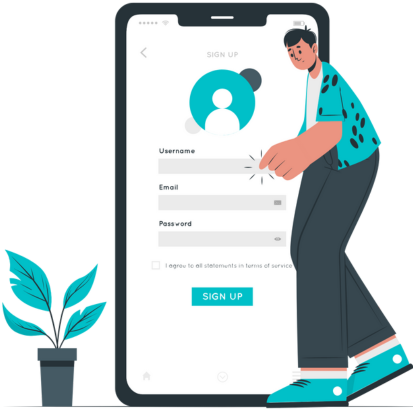 SIGN UP
Username
Email
Password
I agree to all statements in terms of service
SIGN UP